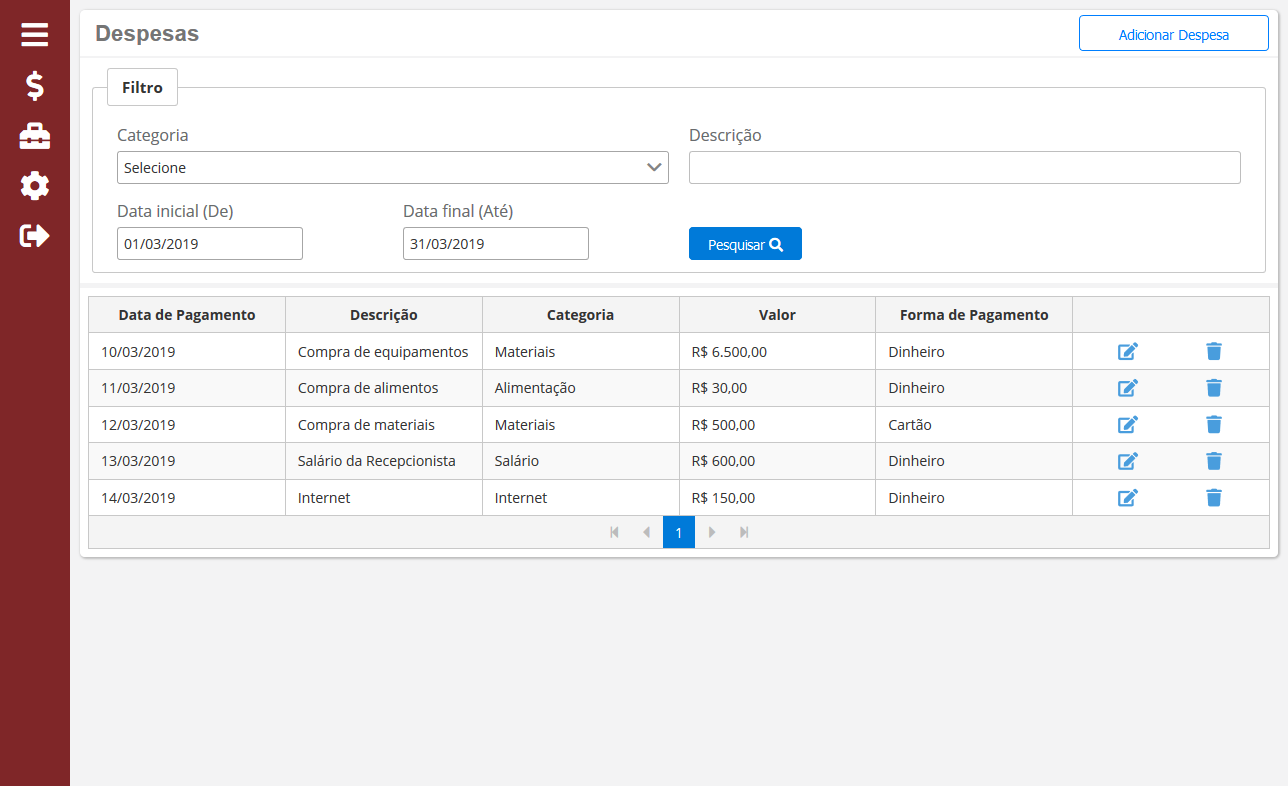 Despesas
Adicionar Despesa
Filtro
Categoria Descrição
Selecione
Data inicial (De) Data final (Até)
01/03/2019 31/03/2019 Pesquisar
Data de Pagamento Descrição Categoria Valor Forma de Pagamento
10/03/2019 Compra de equipamentos Materiais R$ 6.500,00 Dinheiro
11/03/2019 Compra de alimentos Alimentação R$ 30,00 Dinheiro
12/03/2019 Compra de materiais Materiais R$ 500,00 Cartão
13/03/2019 Salário da Recepcionista Salário R$ 600,00 Dinheiro
14/03/2019 Internet Internet R$ 150,00 Dinheiro
1